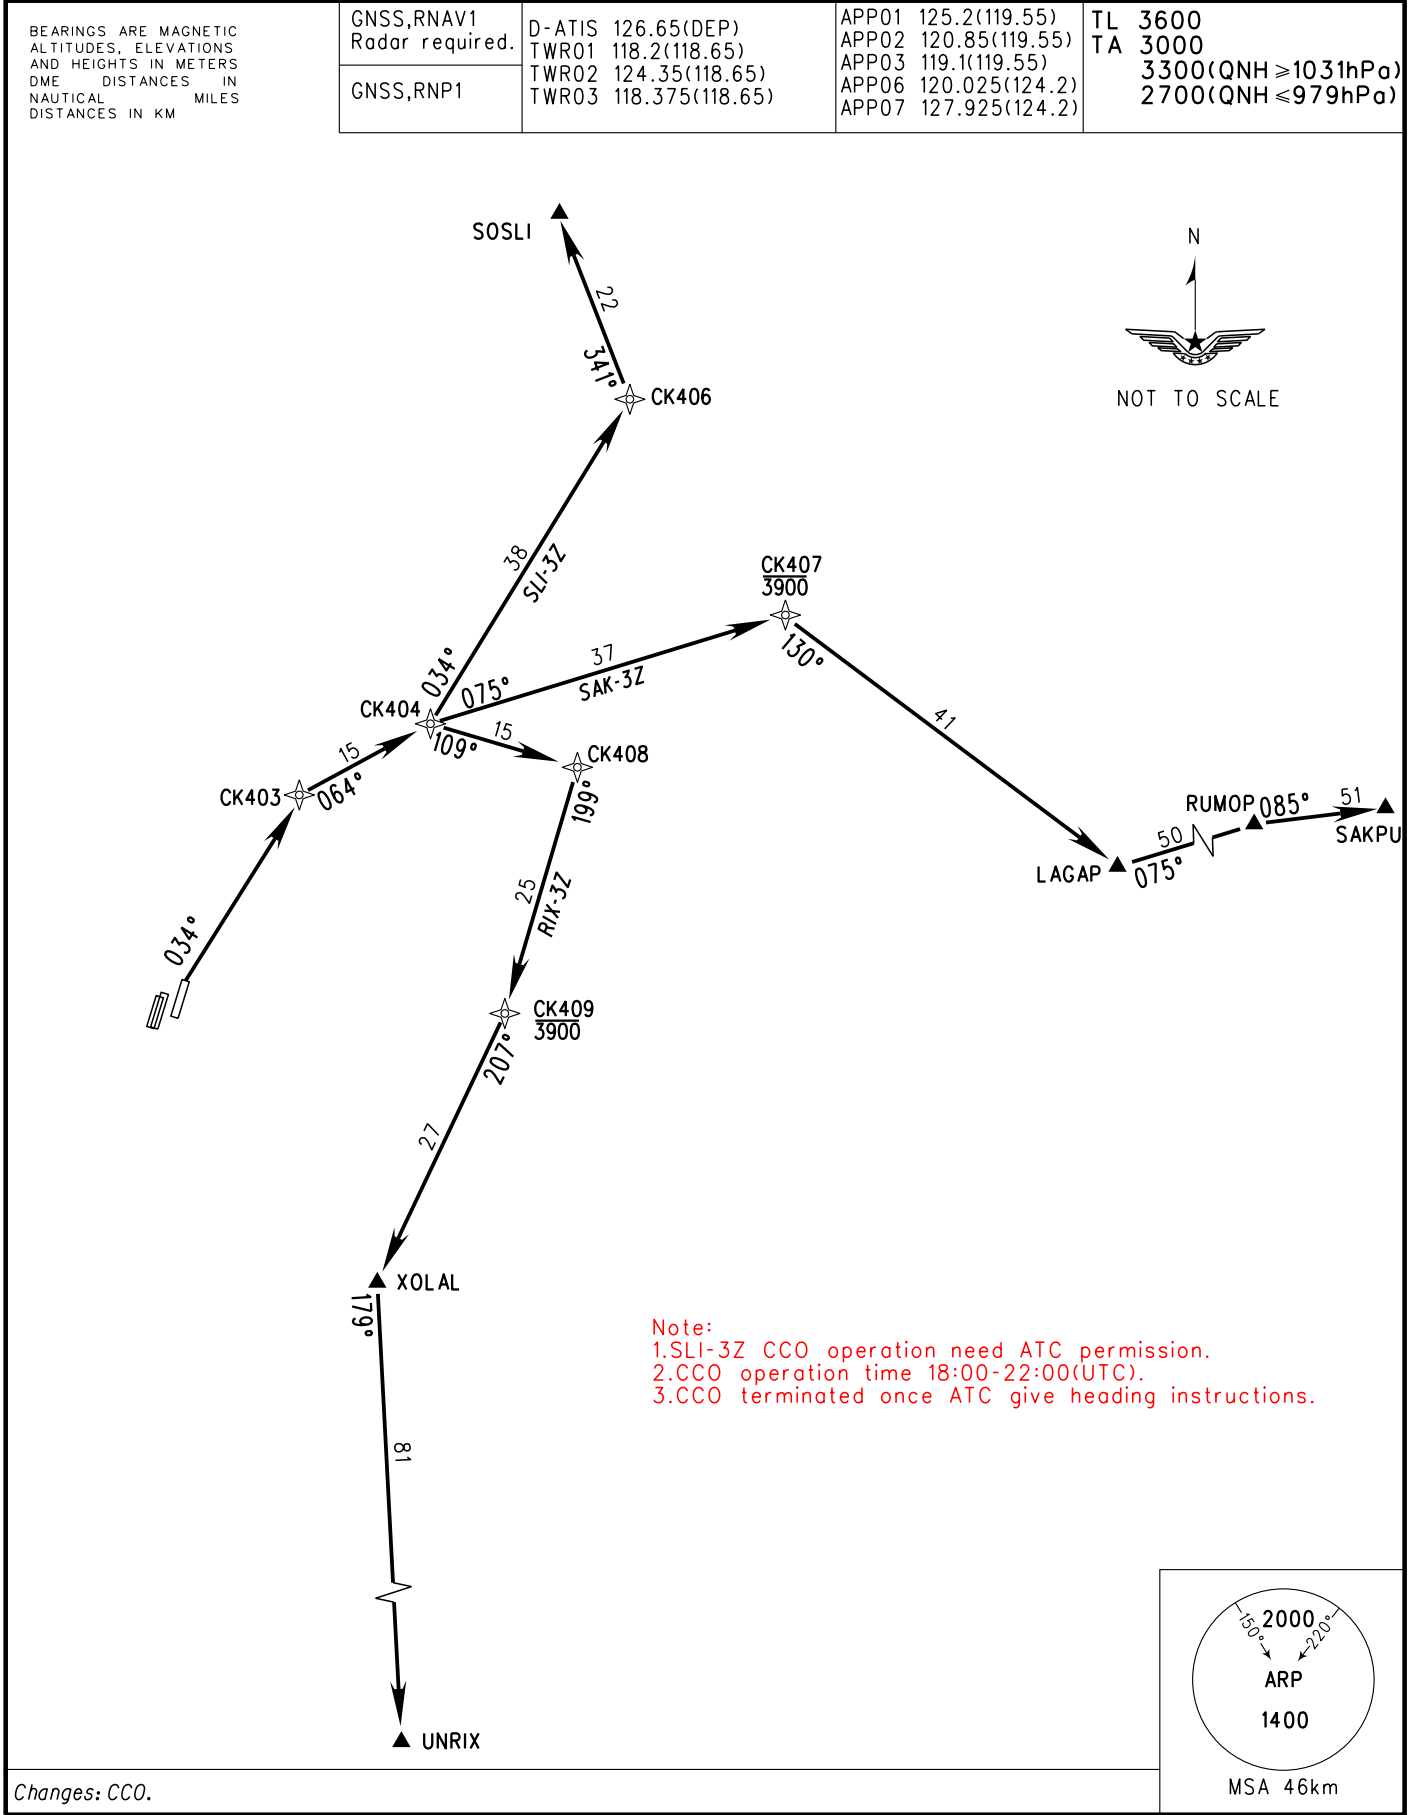 BEARINGS ARE MAGNETIC
ALTITUDES, ELEVATIONS
AND HEIGHTS IN METERS
DME DISTANCES IN
NAUTICAL MILES
DISTANCES IN KM
GNSS,RNAV1
Radar required.
GNSS,RNP1
D-ATIS 126.65(DEP)
TWR01 118.2(118.65)
TWR02 124.35(118.65)
TWR03 118.375(118.65)
APP01 125.2(119.55)
APP02 120.85(119.55)
APP03 119.1(119.55)
APP06 120.025(124.2)
APP07 127.925(124.2)
TL 3600
TA 3000
3300(QNH ≥1031hPa)
2700(QNH ≤979hPa)
SOSLI
N
22
341°
CK406
NOT TO SCALE
38
SLI-3Z
CK407
3900
034°
37
SAK-3Z
130°
075°
CK404
15
109°
41
CK408
15
064°
CK403
199°
RUMOP
085°
51
SAKPU
50
LAGAP
075°
25
RIX-3Z
034°
CK409
3900
207°
27
XOLAL
179°
Note:
1.SLI-3Z CCO operation need ATC permission.
2.CCO operation time 18:00-22:00(UTC).
3.CCO terminated once ATC give heading instructions.
81
UNRIX
2000
150°
220°
ARP
1400
MSA 46km
Changes: CCO.